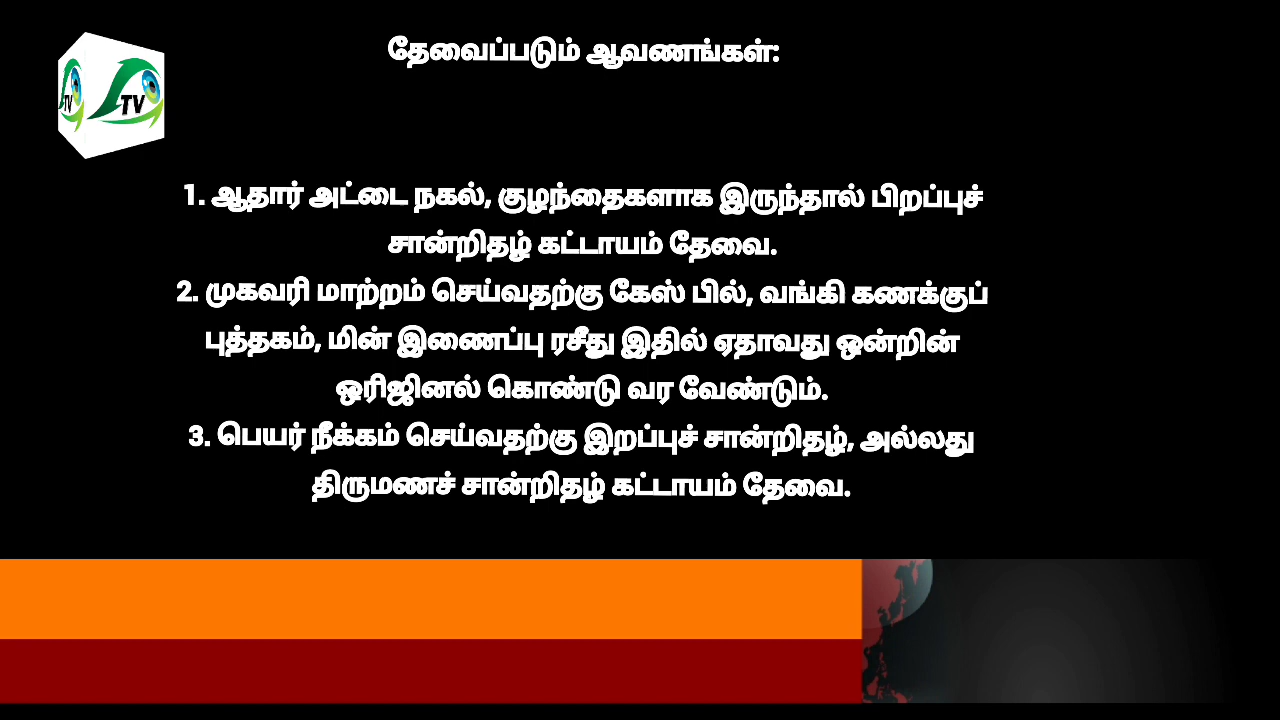 தேவைப்படும் ஆவணங்கள்:
TV
TV
1. ஆதார் அட்டை நகல், குழந்தைகளாக இருந்தால் பிறப்புச்
சான்றிதழ் கட்டாயம் தேவை.
2. முகவரி மாற்றம் செய்வதற்கு கேஸ் பில், வங்கி கணக்குப்
புத்தகம், மின் இணைப்பு ரசீது இதில் ஏதாவது ஒன்றின்
ஒரிஜினல் கொண்டு வர வேண்டும்.
3. பெயர் நீக்கம் செய்வதற்கு இறப்புச் சான்றிதழ், அல்லது
திருமணச் சான்றிதழ் கட்டாயம் தேவை.